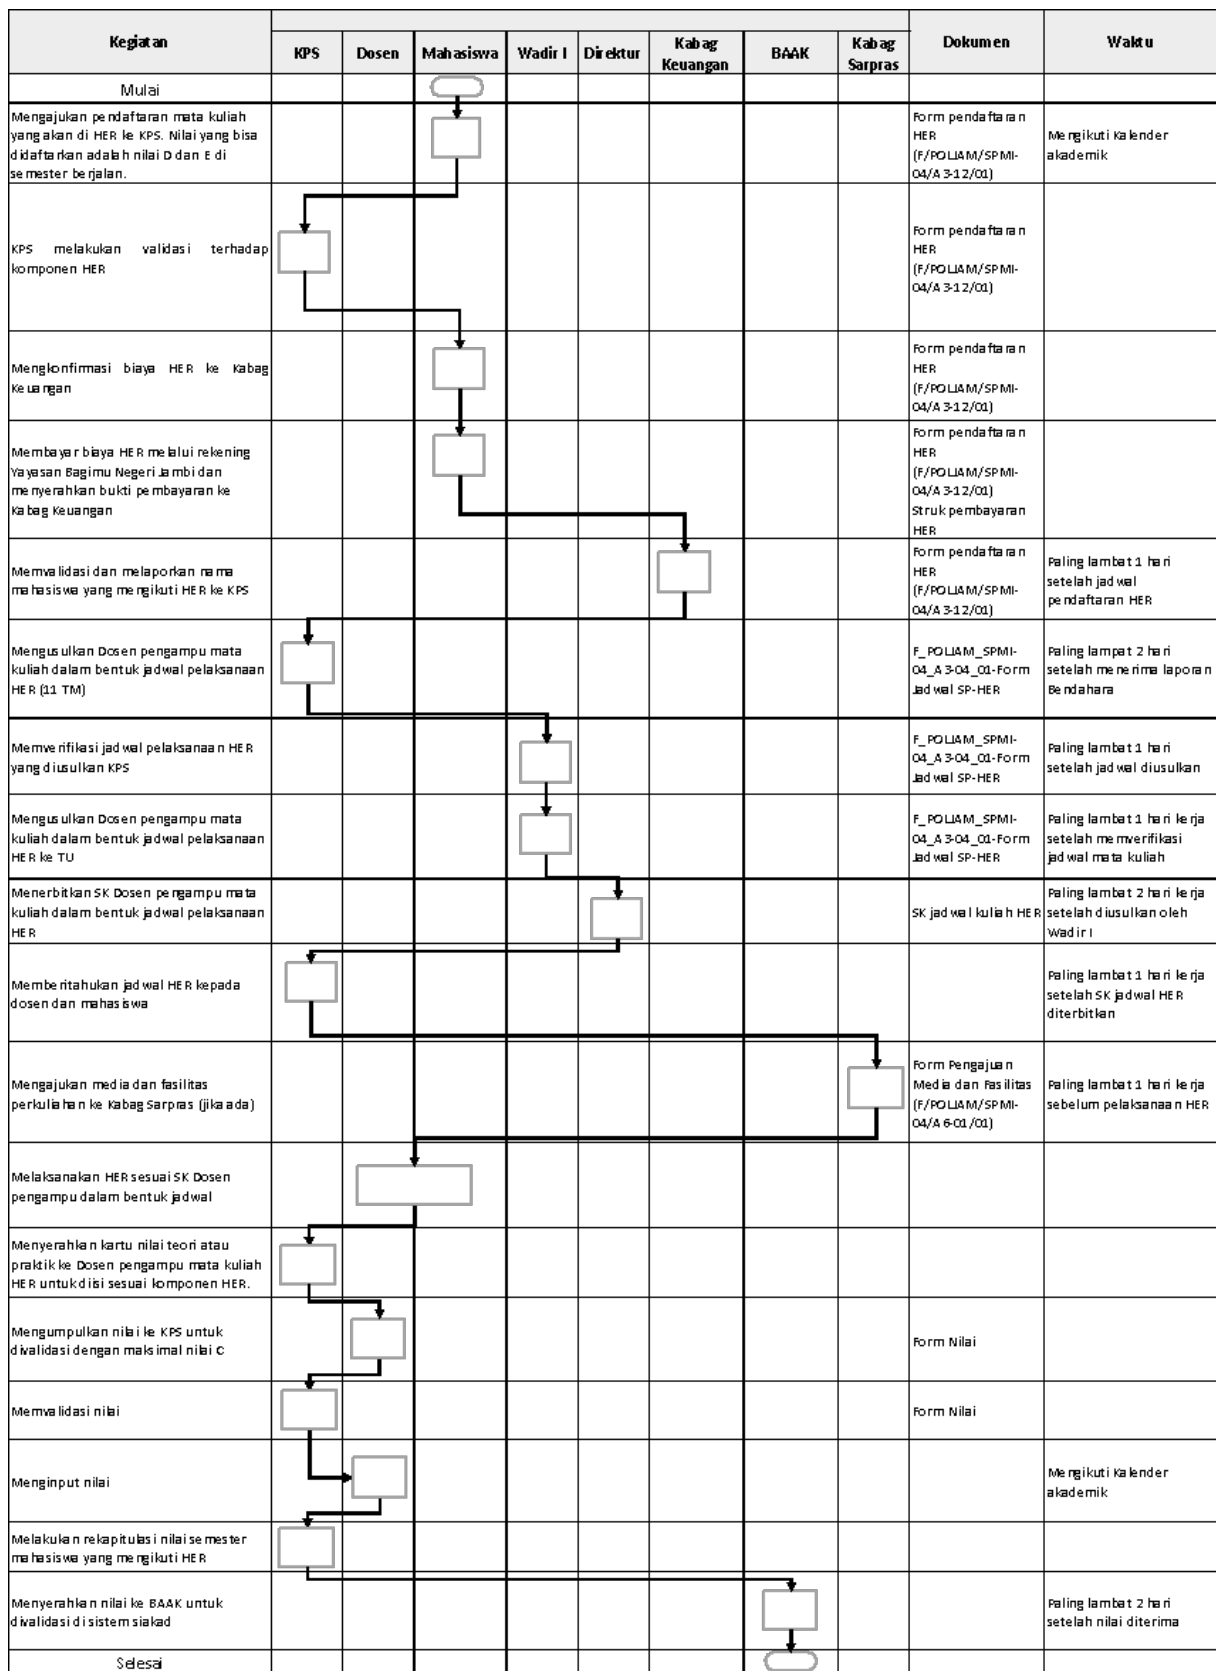 Kegiatan
KPS
Dosen
Mahasiswa
Wadir I
Direktur
Kabag
Keuangan
BAAK
Kabag
Sarpras
Dokumen
Waktu
Mulai
Mengajukan pendaftaran mata kuliah
yang akan di HER ke KPS. Nilai yang bisa
didaftarkan adalah nilai D dan E di
semester berjalan.
Form pendaftaran
HER
(F/POLJAM/SPMI-
04/A3-12/01)
Mengikuti Kalender
akademik
KPS melakukan validasi terhadap
komponen HER
Form pendaftaran
HER
(F/POLJAM/SPMI-
04/A3-12/01)
Mengkonfirmasi biaya HER ke Kabag
Keuangan
Form pendaftaran
HER
(F/POLJAM/SPMI-
04/A3-12/01)
Membayar biaya HER melalui rekening
Yayasan Bagimu Negeri Jambi dan
menyerahkan bukti pembayaran ke
Kabag Keuangan
Form pendaftaran
HER
(F/POLJAM/SPMI-
04/A3-12/01)
Struk pembayaran
HER
Memvalidasi dan melaporkan nama
mahasiswa yang mengikuti HER ke KPS
Form pendaftaran
HER
(F/POLJAM/SPMI-
04/A3-12/01)
Paling lambat 1 hari
setelah jadwal
pendaftaran HER
Mengusulkan Dosen pengampu mata
kuliah dalam bentuk jadwal pelaksanaan
HER (11 TM)
F_POLJAM_SPMI-
04_A3-04_01-Form
Jadwal SP-HER
Paling lampat 2 hari
setelah menerima laporan
Bendahara
Memverifikasi jadwal pelaksanaan HER
yang diusulkan KPS
F_POLJAM_SPMI-
04_A3-04_01-Form
Jadwal SP-HER
Paling lambat 1 hari
setelah jadwal diusulkan
Mengusulkan Dosen pengampu mata
kuliah dalam bentuk jadwal pelaksanaan
HER ke TU
F_POLJAM_SPMI-
04_A3-04_01-Form
Jadwal SP-HER
Paling lambat 1 hari kerja
setelah memverifikasi
jadwal mata kuliah
Menerbitkan SK Dosen pengampu mata
kuliah dalam bentuk jadwal pelaksanaan
HER
SK jadwal kuliah HER
Paling lambat 2 hari kerja
setelah diusulkan oleh
Wadir I
Memberitahukan jadwal HER kepada
dosen dan mahasiswa
Paling lambat 1 hari kerja
setelah SK jadwal HER
diterbitkan
Mengajukan media dan fasilitas
perkuliahan ke Kabag Sarpras (jika ada)
Form Pengajuan
Media dan Fasilitas
(F/POLJAM/SPMI-
04/A6-01/01)
Paling lambat 1 hari kerja
sebelum pelaksanaan HER
Melaksanakan HER sesuai SK Dosen
pengampu dalam bentuk jadwal
Menyerahkan kartu nilai teori atau
praktik ke Dosen pengampu mata kuliah
HER untuk diisi sesuai komponen HER.
Mengumpulkan nilai ke KPS untuk
divalidasi dengan maksimal nilai C
Form Nilai
Memvalidasi nilai
Form Nilai
Menginput nilai
Mengikuti Kalender
akademik
Melakukan rekapitulasi nilai semester
mahasiswa yang mengikuti HER
Menyerahkan nilai ke BAAK untuk
divalidasi di sistem siakad
Paling lambat 2 hari
setelah nilai diterima
Selesai